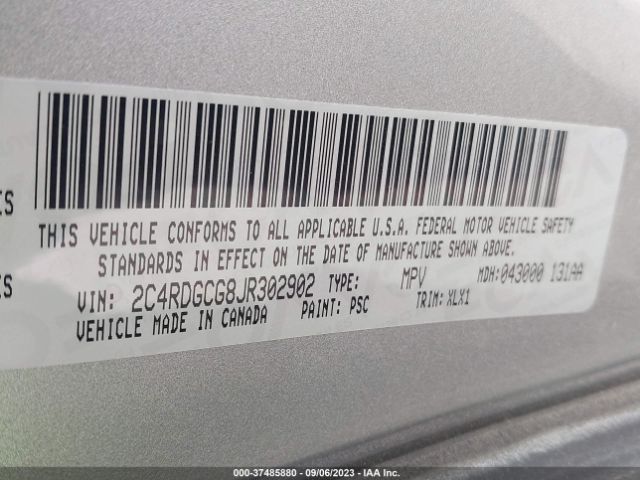 THIS VEHICLE CONFORMS TO ALL APPLICABLE U.S.A. FEDERAL MOTOR VEHICLE SAFETY
STANDARDS IN EFFECT ON THE DATE OF MANUFACTURE SHOWN ABOVE.
VIN: 2C4RDGCG8JR302902 TYPE: MPV MDH: 043000 131AA
VEHICLE MADE IN CANADA PAINT: PSC TRIM: XLX1
000-37485880 - 09/06/2023 - IAA Inc.